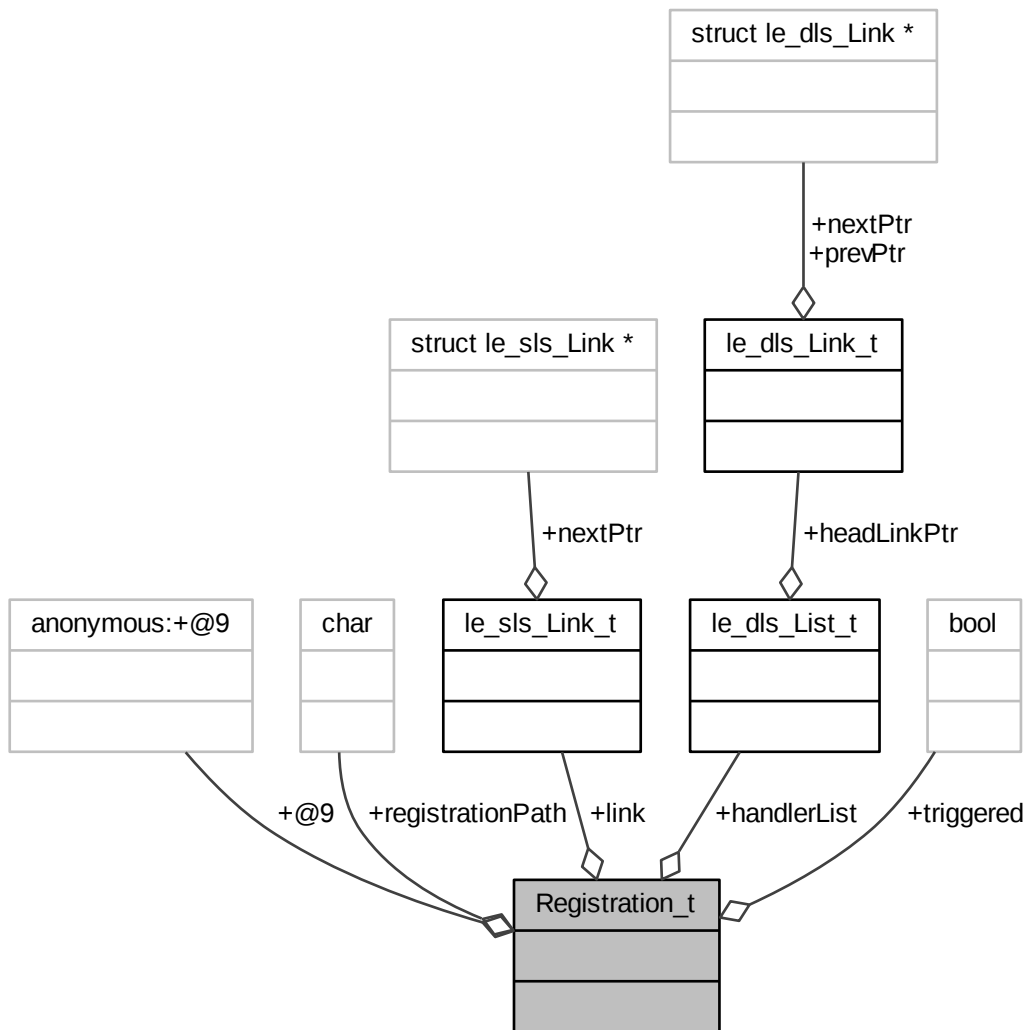 struct le_dls_Link *
+nextPtr
+prevPtr
struct le_sls_Link *
le_dls_Link_t
+nextPtr
+headLinkPtr
anonymous:+@9
char
le_sls_Link_t
le_dls_List_t
bool
+@9
+registrationPath
+link
+handlerList
+triggered
Registration_t